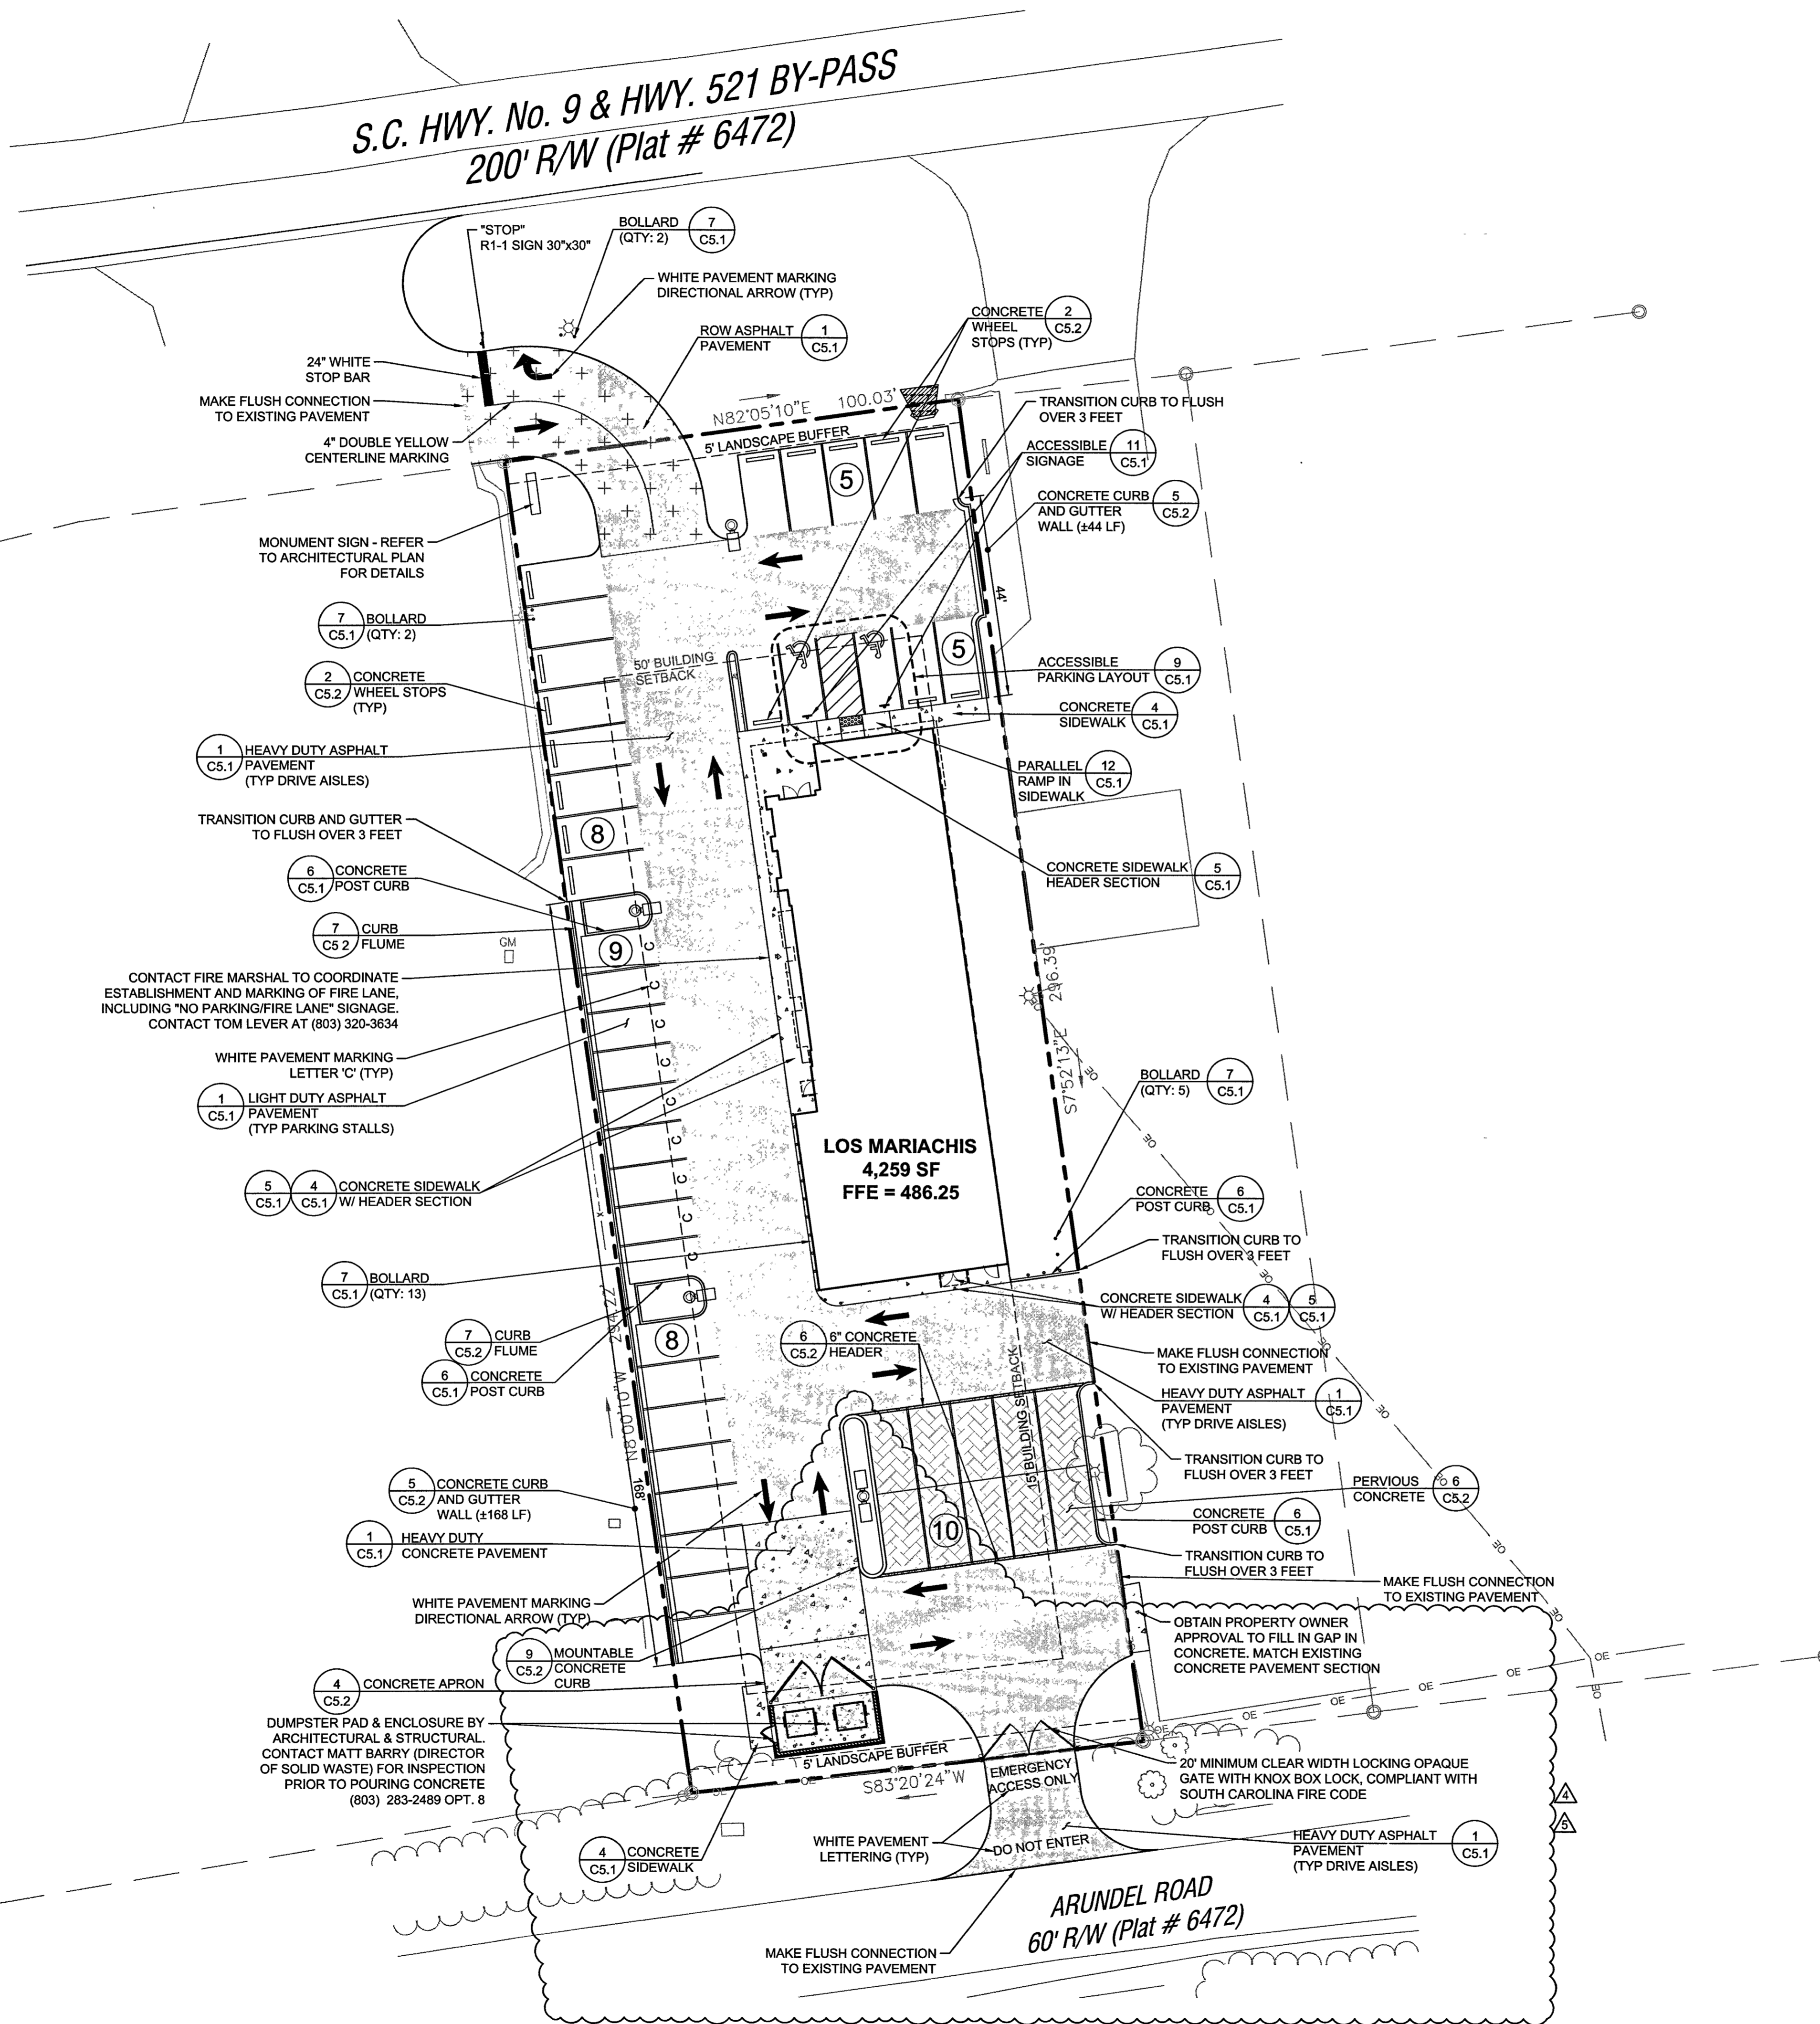 S.C. HWY. No. 9 & HWY. 521 BY-PASS
200' R/W (Plat # 6472)
"STOP"
R1-1 SIGN 30"x30"
BOLLARD
(QTY: 2)
7
C5.1
WHITE PAVEMENT MARKING
DIRECTIONAL ARROW (TYP)
ROW ASPHALT
PAVEMENT
1
C5.1
CONCRETE
WHEEL
STOPS (TYP)
2
C5.2
24" WHITE
STOP BAR
MAKE FLUSH CONNECTION
TO EXISTING PAVEMENT
4" DOUBLE YELLOW
CENTERLINE MARKING
N82°05'10"E 100.03'
5' LANDSCAPE BUFFER
TRANSITION CURB TO FLUSH
OVER 3 FEET
ACCESSIBLE
SIGNAGE
11
C5.1
5
CONCRETE CURB
AND GUTTER
WALL (±44 LF)
5
C5.2
MONUMENT SIGN - REFER
TO ARCHITECTURAL PLAN
FOR DETAILS
44'
7
C5.1
BOLLARD
(QTY: 2)
5
50' BUILDING
SETBACK
ACCESSIBLE
PARKING LAYOUT
9
C5.1
2
C5.2
CONCRETE
WHEEL STOPS
(TYP)
CONCRETE
SIDEWALK
4
C5.1
1
C5.1
HEAVY DUTY ASPHALT
PAVEMENT
(TYP DRIVE AISLES)
PARALLEL
RAMP IN
SIDEWALK
12
C5.1
TRANSITION CURB AND GUTTER
TO FLUSH OVER 3 FEET
8
CONCRETE SIDEWALK
HEADER SECTION
5
C5.1
6
C5.1
CONCRETE
POST CURB
7
C5 2
CURB
FLUME
GM
9
C
CONTACT FIRE MARSHAL TO COORDINATE
ESTABLISHMENT AND MARKING OF FIRE LANE,
INCLUDING "NO PARKING/FIRE LANE" SIGNAGE.
CONTACT TOM LEVER AT (803) 320-3634
C
C
C
C
C
C
C
C
C
296.39'
S7°52'13"E
WHITE PAVEMENT MARKING
LETTER 'C' (TYP)
1
C5.1
LIGHT DUTY ASPHALT
PAVEMENT
(TYP PARKING STALLS)
BOLLARD
(QTY: 5)
7
C5.1
OE
OE
OE
LOS MARIACHIS
4,259 SF
FFE = 486.25
5
C5.1
4
C5.1
CONCRETE SIDEWALK
W/ HEADER SECTION
CONCRETE
POST CURB
6
C5.1
OE
TRANSITION CURB TO
FLUSH OVER 3 FEET
OE
7
C5.1
BOLLARD
(QTY: 13)
CONCRETE SIDEWALK
W/ HEADER SECTION
4
C5.1
5
C5.1
7
C5.2
CURB
FLUME
8
6
C5.2
6" CONCRETE
HEADER
OE
MAKE FLUSH CONNECTION
TO EXISTING PAVEMENT
6
C5.1
CONCRETE
POST CURB
15' BUILDING SETBACK
HEAVY DUTY ASPHALT
PAVEMENT
(TYP DRIVE AISLES)
1
C5.1
OE
TRANSITION CURB TO
FLUSH OVER 3 FEET
168'
5
C5.2
CONCRETE CURB
AND GUTTER
WALL (±168 LF)
PERVIOUS
CONCRETE
6
C5.2
OE
10
CONCRETE
POST CURB
6
C5.1
1
C5.1
HEAVY DUTY
CONCRETE PAVEMENT
OE
TRANSITION CURB TO
FLUSH OVER 3 FEET
MAKE FLUSH CONNECTION
TO EXISTING PAVEMENT
WHITE PAVEMENT MARKING
DIRECTIONAL ARROW (TYP)
OE
OBTAIN PROPERTY OWNER
APPROVAL TO FILL IN GAP IN
CONCRETE. MATCH EXISTING
CONCRETE PAVEMENT SECTION
9
C5.2
MOUNTABLE
CONCRETE
CURB
4
C5.2
CONCRETE APRON
OE
OE
OE
OE
OE
OE
DUMPSTER PAD & ENCLOSURE BY
ARCHITECTURAL & STRUCTURAL.
CONTACT MATT BARRY (DIRECTOR
OF SOLID WASTE) FOR INSPECTION
PRIOR TO POURING CONCRETE
(803) 283-2489 OPT. 8
5' LANDSCAPE BUFFER
S83°20'24"W
OE
OE
OE
EMERGENCY
ACCESS ONLY
20' MINIMUM CLEAR WIDTH LOCKING OPAQUE
GATE WITH KNOX BOX LOCK, COMPLIANT WITH
SOUTH CAROLINA FIRE CODE
4
5
4
C5.1
CONCRETE
SIDEWALK
WHITE PAVEMENT
LETTERING (TYP)
DO NOT ENTER
HEAVY DUTY ASPHALT
PAVEMENT
(TYP DRIVE AISLES)
1
C5.1
ARUNDEL ROAD
60' R/W (Plat # 6472)
MAKE FLUSH CONNECTION
TO EXISTING PAVEMENT